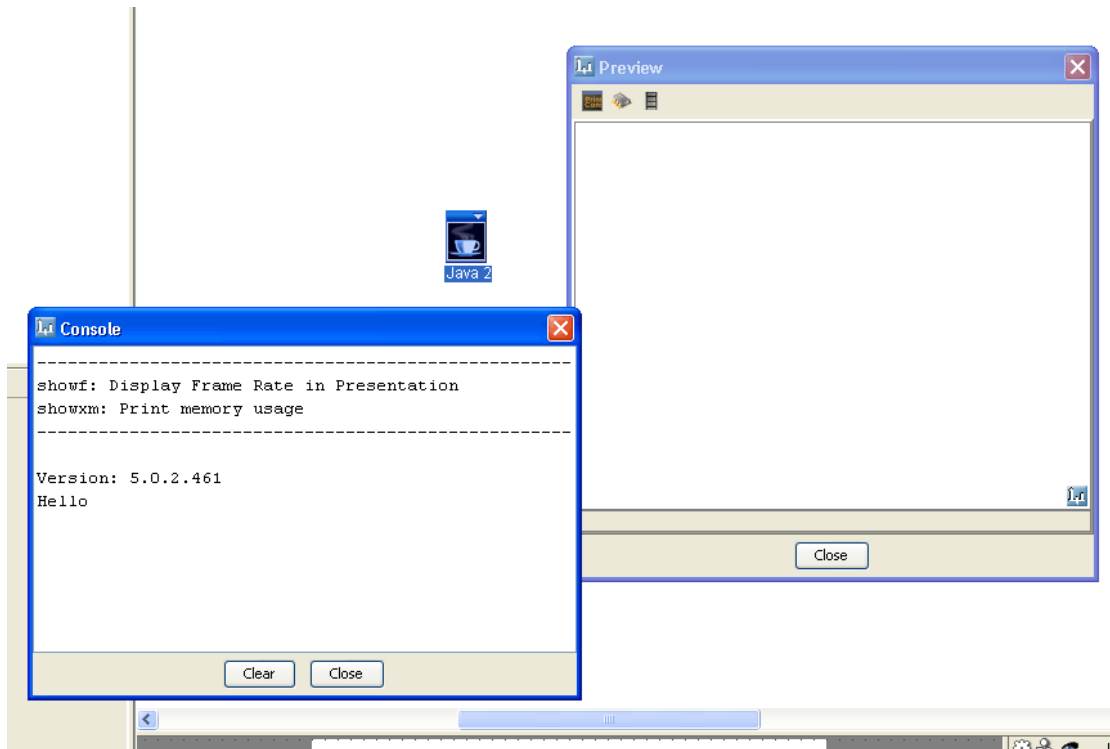 Preview
Java 2
Console
----------------------------------------------------
showf: Display Frame Rate in Presentation
showxm: Print memory usage
----------------------------------------------------
Version: 5.0.2.461
Hello
Close
Clear
Close